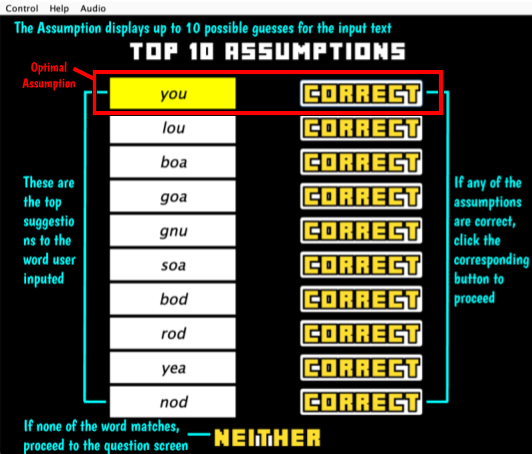 Control Help Audio
The Assumption displays up to 10 possible guesses for the input text
TOP 10 ASSUMPTIONS
Optimal
Assumption
you CORRECT
lou CORRECT
boa CORRECT
goa CORRECT
gnu CORRECT
soa CORRECT
bod CORRECT
rod CORRECT
yea CORRECT
nod CORRECT
These are
the top
suggestio
ns to the
word user
inputed
If any of the
assumptions
are correct,
click the
corresponding
button to
proceed
If none of the word matches,
proceed to the question screen
NEITHER